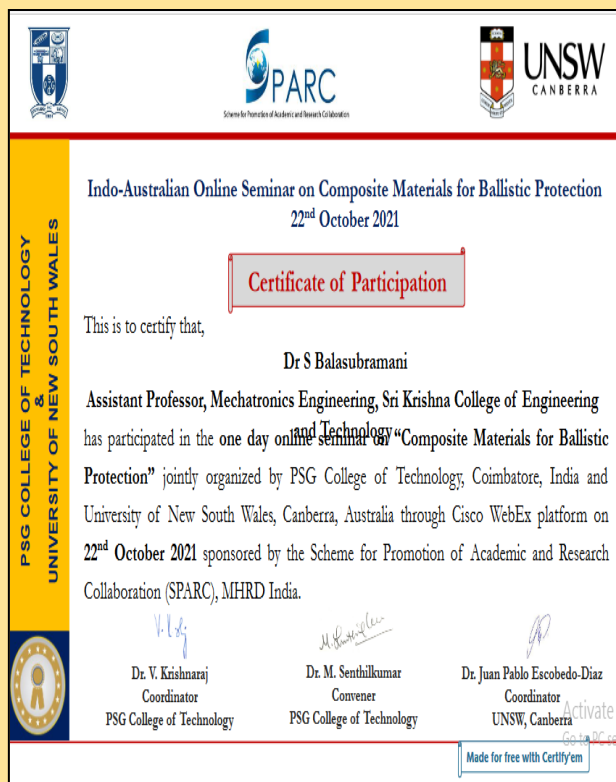 SPARC
Scheme for Promotion of Academic and Research Collaboration
UNSW
CANBERRA
PSG COLLEGE OF TECHNOLOGY
&
UNIVERSITY OF NEW SOUTH WALES
Indo-Australian Online Seminar on Composite Materials for Ballistic Protection
22nd October 2021
Certificate of Participation
This is to certify that,
Dr S Balasubramani
Assistant Professor, Mechatronics Engineering, Sri Krishna College of Engineering
and Technology
has participated in the one day online seminar on “Composite Materials for Ballistic
Protection” jointly organized by PSG College of Technology, Coimbatore, India and
University of New South Wales, Canberra, Australia through Cisco WebEx platform on
22nd October 2021 sponsored by the Scheme for Promotion of Academic and Research
Collaboration (SPARC), MHRD India.
Dr. V. Krishnaraj
Coordinator
PSG College of Technology
Dr. M. Senthilkumar
Convener
PSG College of Technology
Dr. Juan Pablo Escobedo-Diaz
Coordinator
UNSW, Canberra
Activate
Go to PC se
Made for free with Certify'em